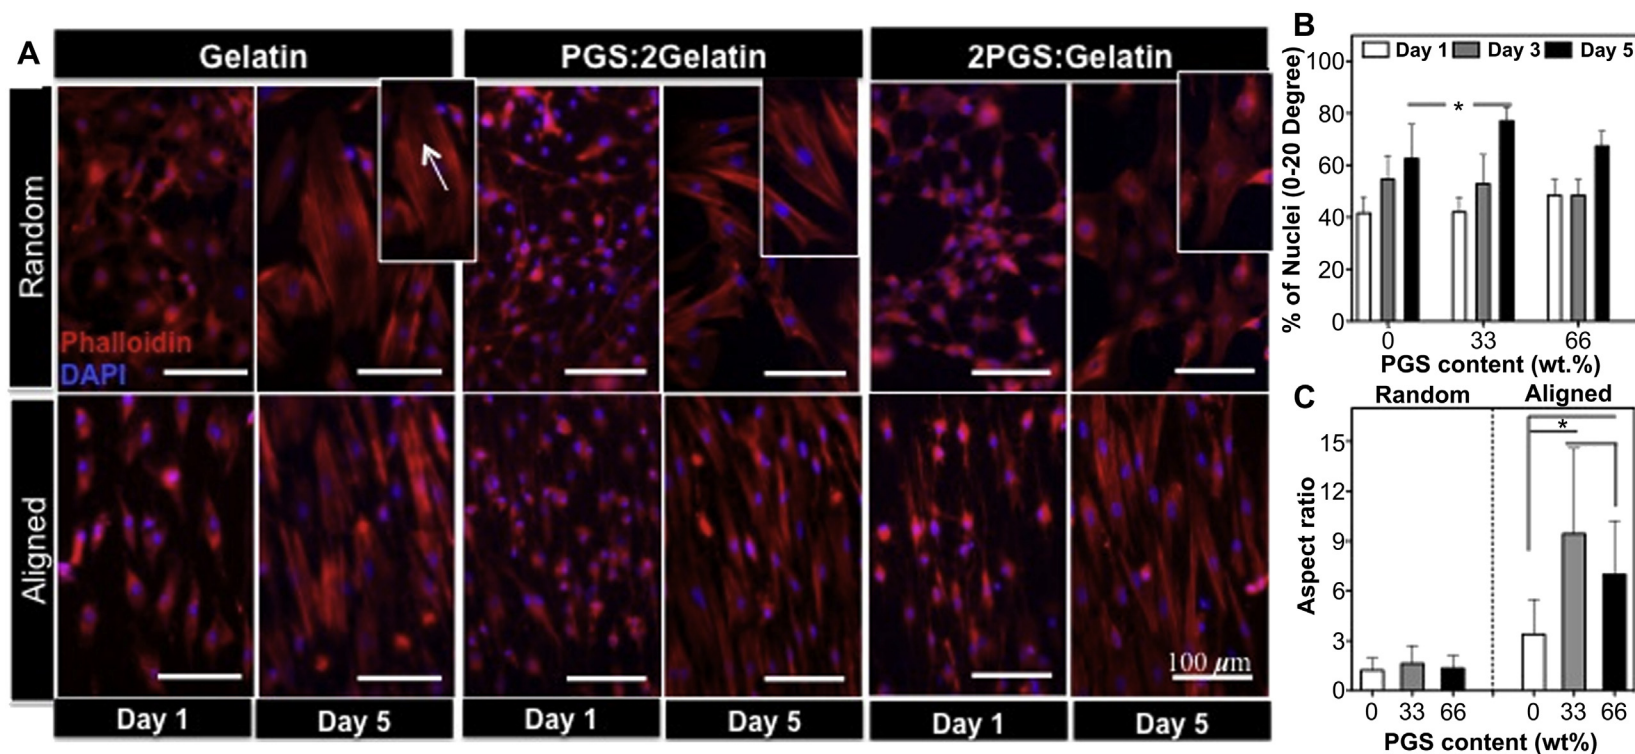 A
Gelatin
PGS:2Gelatin
2PGS:Gelatin
Random
Phalloidin
DAPI
Aligned
100 µm
Day 1
Day 5
Day 1
Day 5
Day 1
Day 5
B
% of Nuclei (0-20 Degree)
Day 1
Day 3
Day 5
100
80
60
40
20
0
*
0
33
66
PGS content (wt.%)
C
Random
Aligned
Aspect ratio
15
12
9
6
3
0
*
0
33
66
0
33
66
PGS content (wt%)